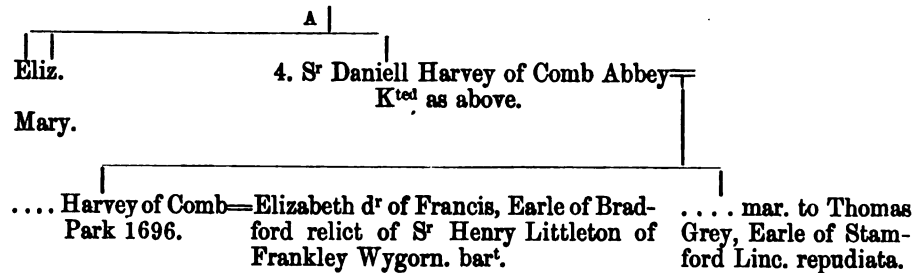 A
Eliz.
4. Sʳ Daniell Harvey of Comb Abbey
Kᵗᵉᵈ as above.
Mary.
.... Harvey of Comb=Elizabeth dʳ of Francis, Earle of Brad-
Park 1696.
ford relict of Sʳ Henry Littleton of
Frankley Wygorn. barᵗ.
.... mar. to Thomas
Grey, Earle of Stam-
ford Linc. repudiata.